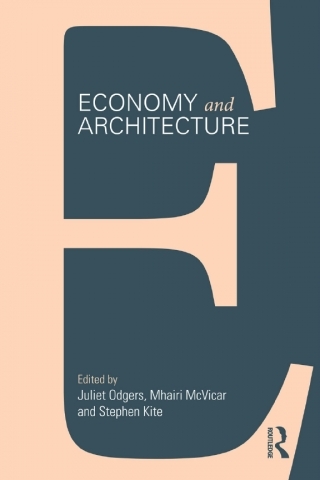 ECONOMY and
ARCHITECTURE
Edited by
Juliet Odgers, Mhairi McVicar
and Stephen Kite
ROUTLEDGE